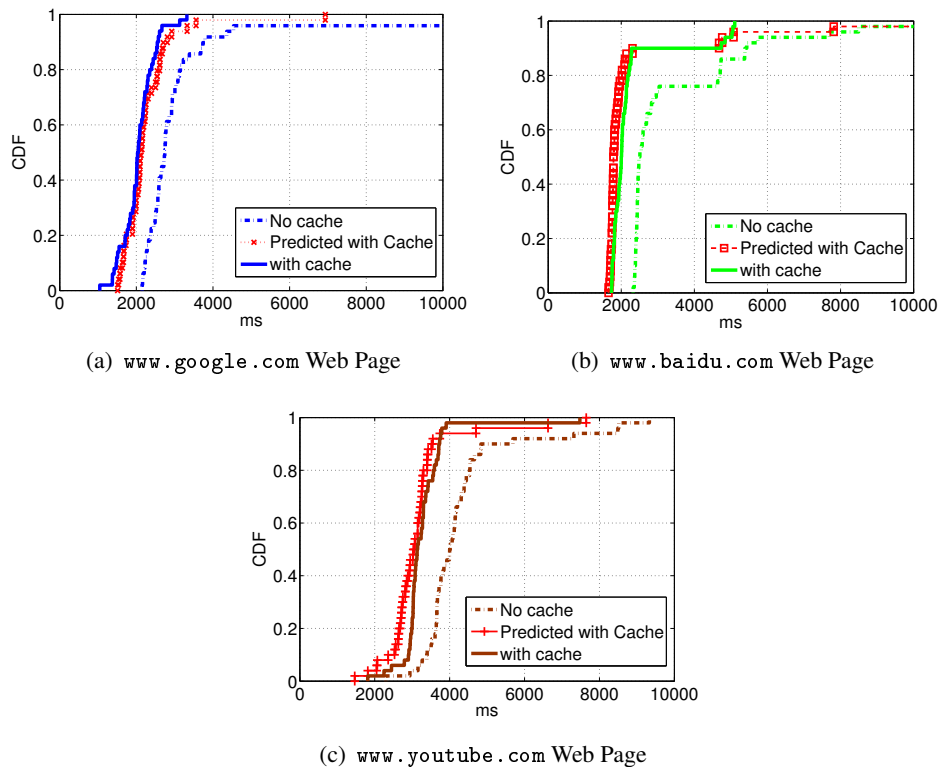 1
0.8
0.6
0.4
0.2
0
CDF
0 2000 4000 6000 8000 10000
ms
No cache
Predicted with Cache
with cache
(a) www.google.com Web Page
1
0.8
0.6
0.4
0.2
0
CDF
0 2000 4000 6000 8000 10000
ms
No cache
Predicted with Cache
with cache
(b) www.baidu.com Web Page
1
0.8
0.6
0.4
0.2
0
CDF
0 2000 4000 6000 8000 10000
ms
No cache
Predicted with Cache
with cache
(c) www.youtube.com Web Page